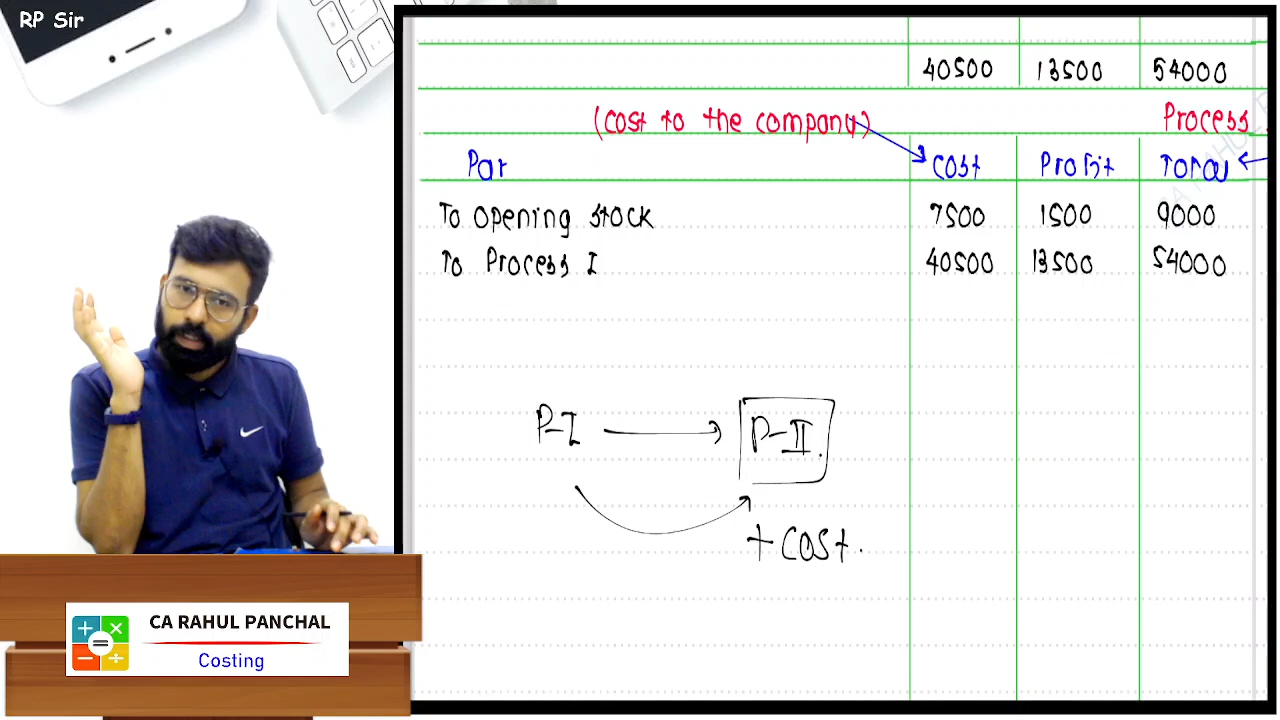 RP Sir
40500 13500 54000
(cost to the company) Process
Par Cost Profit Total
To opening stock 7500 1500 9000
To Process I 40500 13500 54000
P-I P-II.
+ cost.
CA RAHUL PANCHAL
Costing